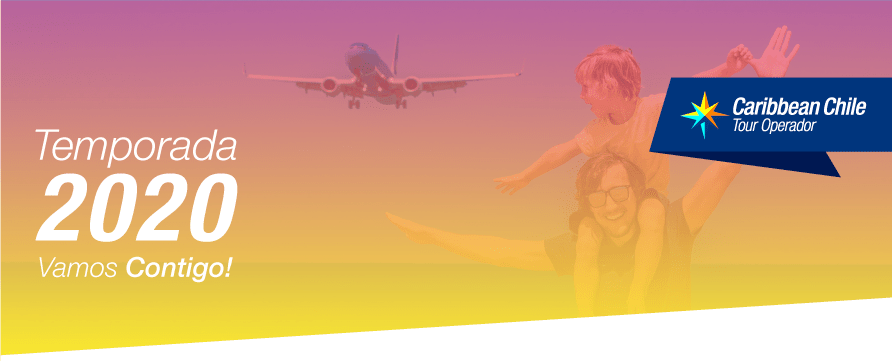 Temporada
2020
Vamos Contigo!
Caribbean Chile
Tour Operador